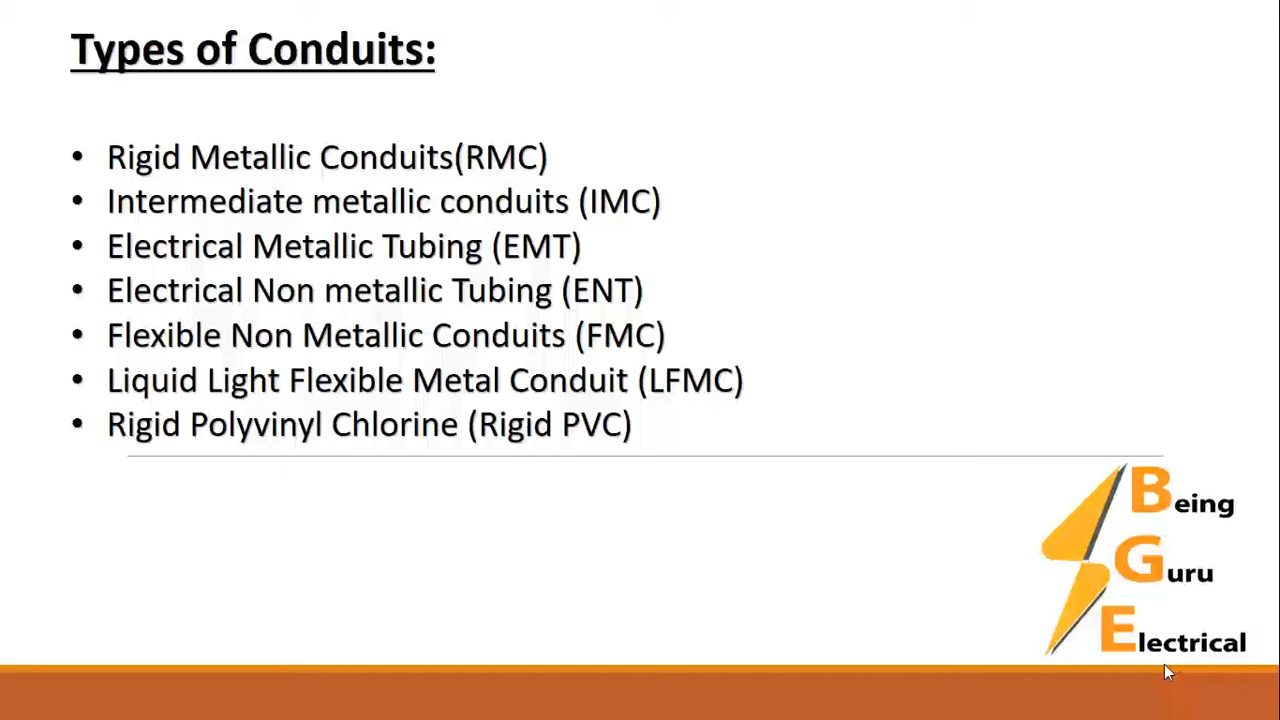 Types of Conduits:
• Rigid Metallic Conduits(RMC)
• Intermediate metallic conduits (IMC)
• Electrical Metallic Tubing (EMT)
• Electrical Non metallic Tubing (ENT)
• Flexible Non Metallic Conduits (FMC)
• Liquid Light Flexible Metal Conduit (LFMC)
• Rigid Polyvinyl Chlorine (Rigid PVC)
Being
Guru
Electrical